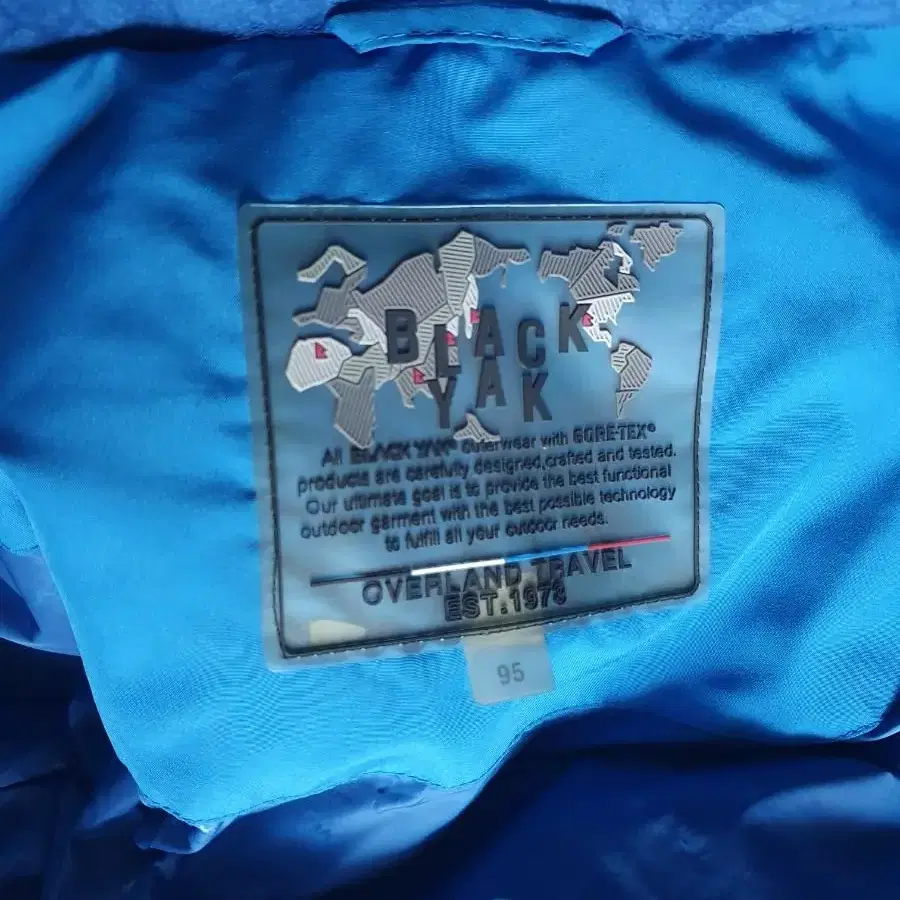 BLACK
YAK
All BLACK YAK® Outerwear with GORE-TEX®
products are carefully designed,crafted and tested.
Our ultimate goal is to provide the best functional
outdoor garment with the best possible technology
to fulfill all your outdoor needs.
OVERLAND TRAVEL
EST.1973
95